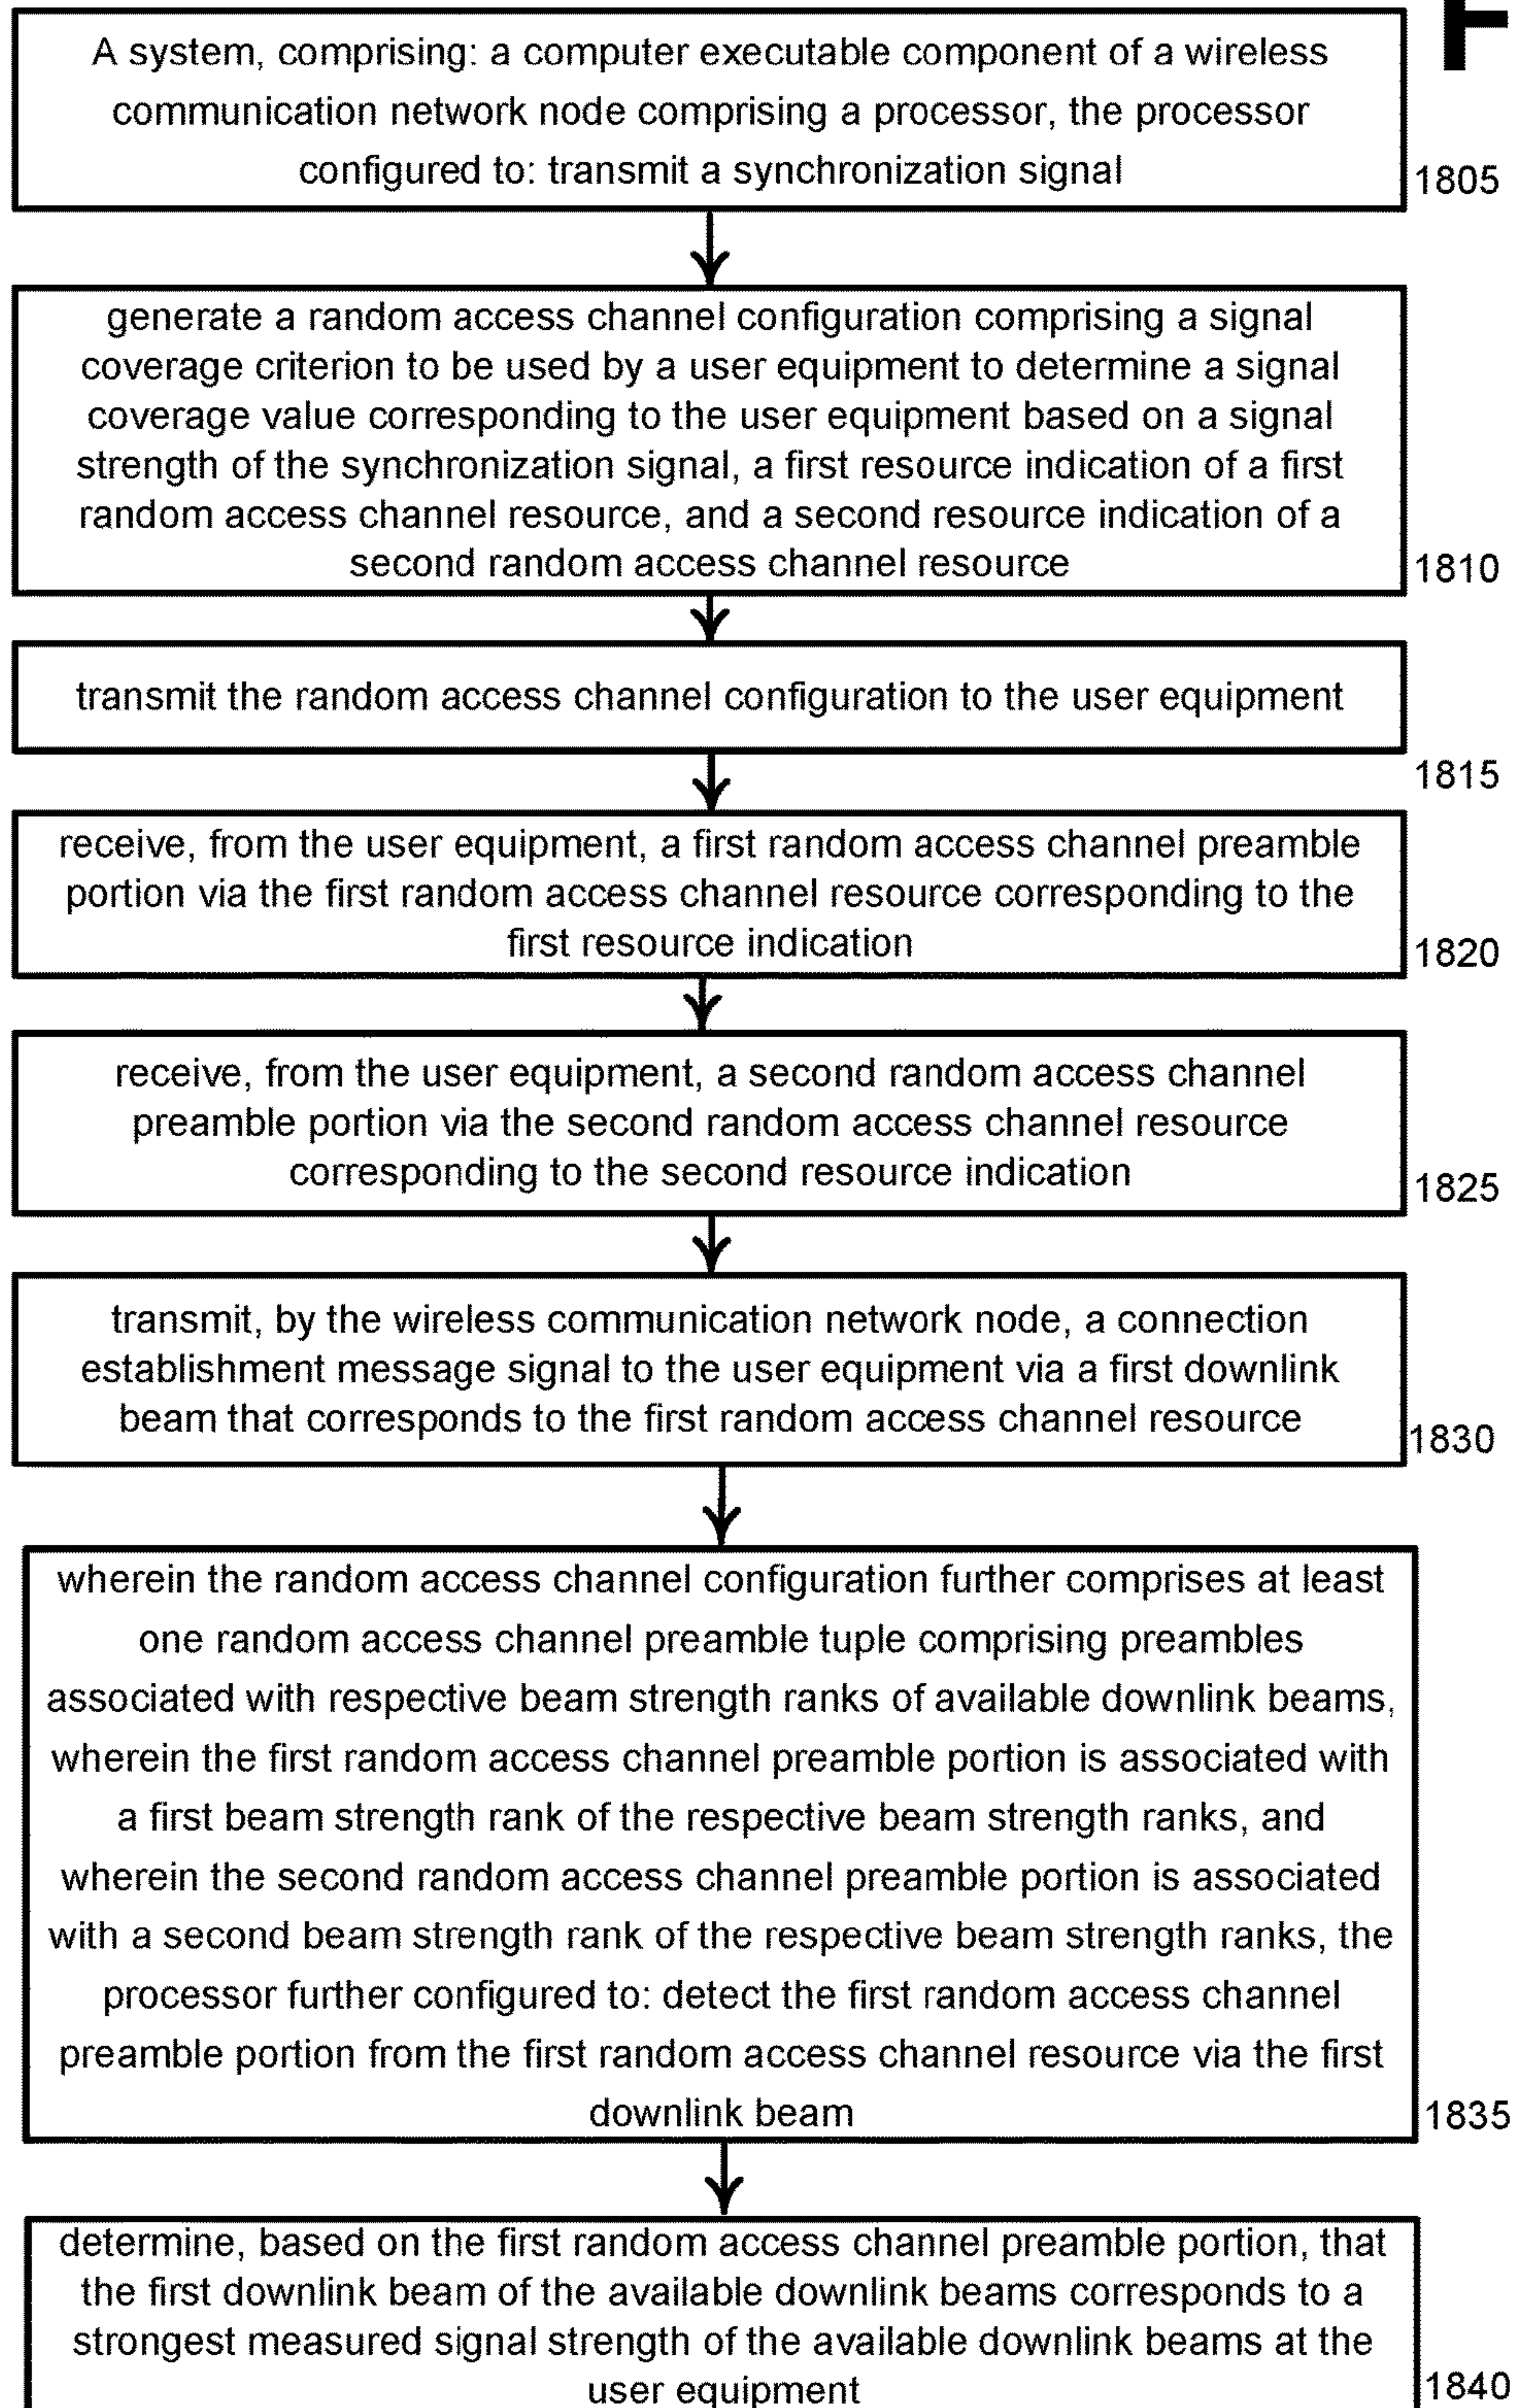 A system, comprising: a computer executable component of a wireless
communication network node comprising a processor, the processor
configured to: transmit a synchronization signal
1805
generate a random access channel configuration comprising a signal
coverage criterion to be used by a user equipment to determine a signal
coverage value corresponding to the user equipment based on a signal
strength of the synchronization signal, a first resource indication of a first
random access channel resource, and a second resource indication of a
second random access channel resource
1810
transmit the random access channel configuration to the user equipment
1815
receive, from the user equipment, a first random access channel preamble
portion via the first random access channel resource corresponding to the
first resource indication
1820
receive, from the user equipment, a second random access channel
preamble portion via the second random access channel resource
corresponding to the second resource indication
1825
transmit, by the wireless communication network node, a connection
establishment message signal to the user equipment via a first downlink
beam that corresponds to the first random access channel resource
1830
wherein the random access channel configuration further comprises at least
one random access channel preamble tuple comprising preambles
associated with respective beam strength ranks of available downlink beams,
wherein the first random access channel preamble portion is associated with
a first beam strength rank of the respective beam strength ranks, and
wherein the second random access channel preamble portion is associated
with a second beam strength rank of the respective beam strength ranks, the
processor further configured to: detect the first random access channel
preamble portion from the first random access channel resource via the first
downlink beam
1835
determine, based on the first random access channel preamble portion, that
the first downlink beam of the available downlink beams corresponds to a
strongest measured signal strength of the available downlink beams at the
user equipment
1840